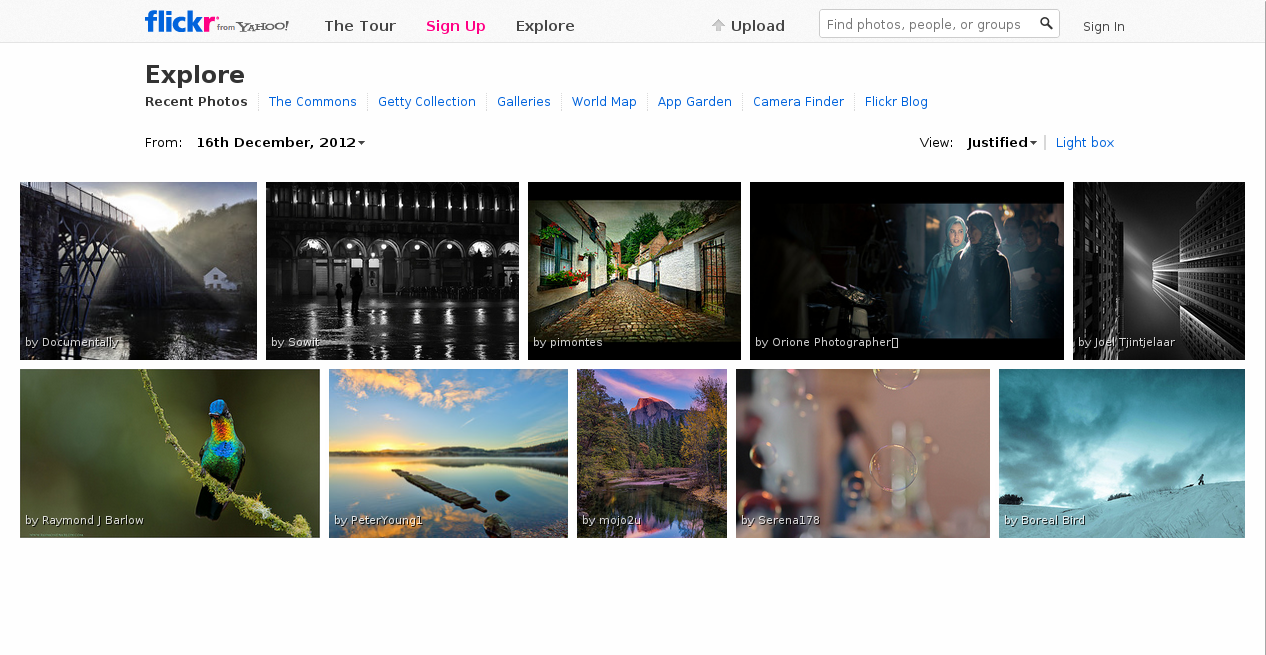 flickr from YAHOO! The Tour Sign Up Explore Upload Find photos, people, or groups Sign In
Explore
Recent Photos The Commons Getty Collection Galleries World Map App Garden Camera Finder Flickr Blog
From: 16th December, 2012 View: Justified Light box
by Documentally by Sowit by pimontes by Orione Photographer by Joel Tjintjelaar
by Raymond J Barlow by PeterYoung1 by mojo2u by Serena178 by Boreal Bird